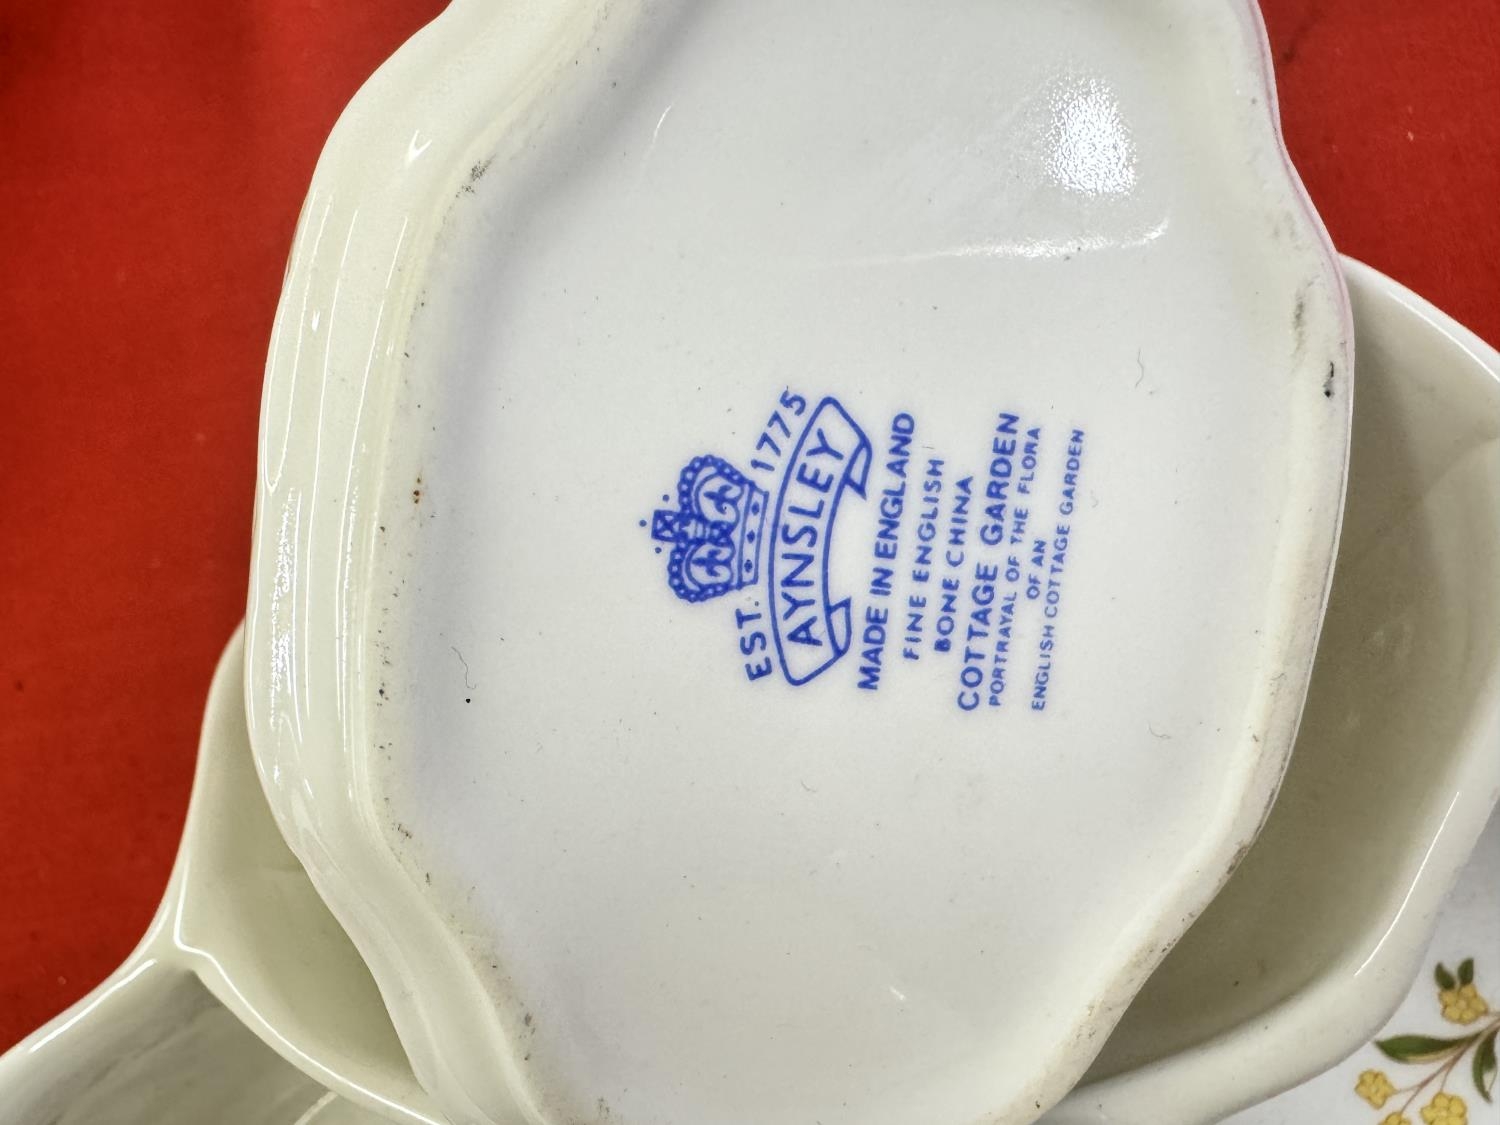 EST. 1775
AYNSLEY
MADE IN ENGLAND
FINE ENGLISH
BONE CHINA
COTTAGE GARDEN
PORTRAYAL OF THE FLORA
OF AN
ENGLISH COTTAGE GARDEN